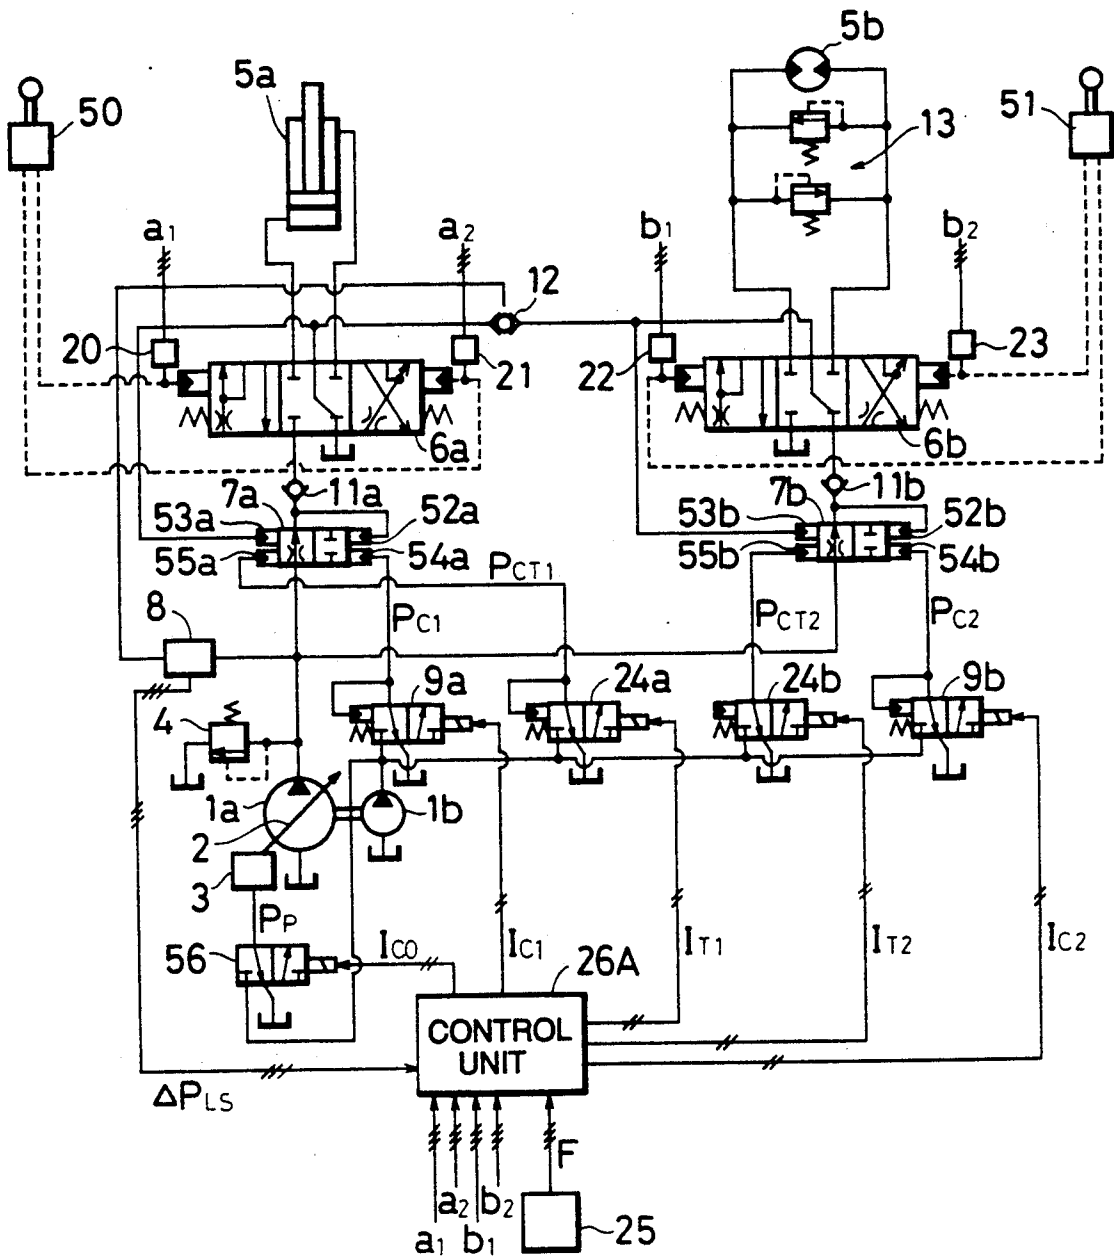 5b
5a
50
51
13
a1
a2
b1
b2
12
20
21
22
23
6a
6b
7a
11a
7b
11b
53a
52a
53b
52b
55a
54a
55b
54b
PCT1
PC1
PCT2
PC2
8
9a
24a
24b
9b
4
1a
1b
2
3
PP
56
IC0
IC1
IT1
IT2
IC2
26A
CONTROL
UNIT
ΔPLS
F
a2
b2
a1
b1
25